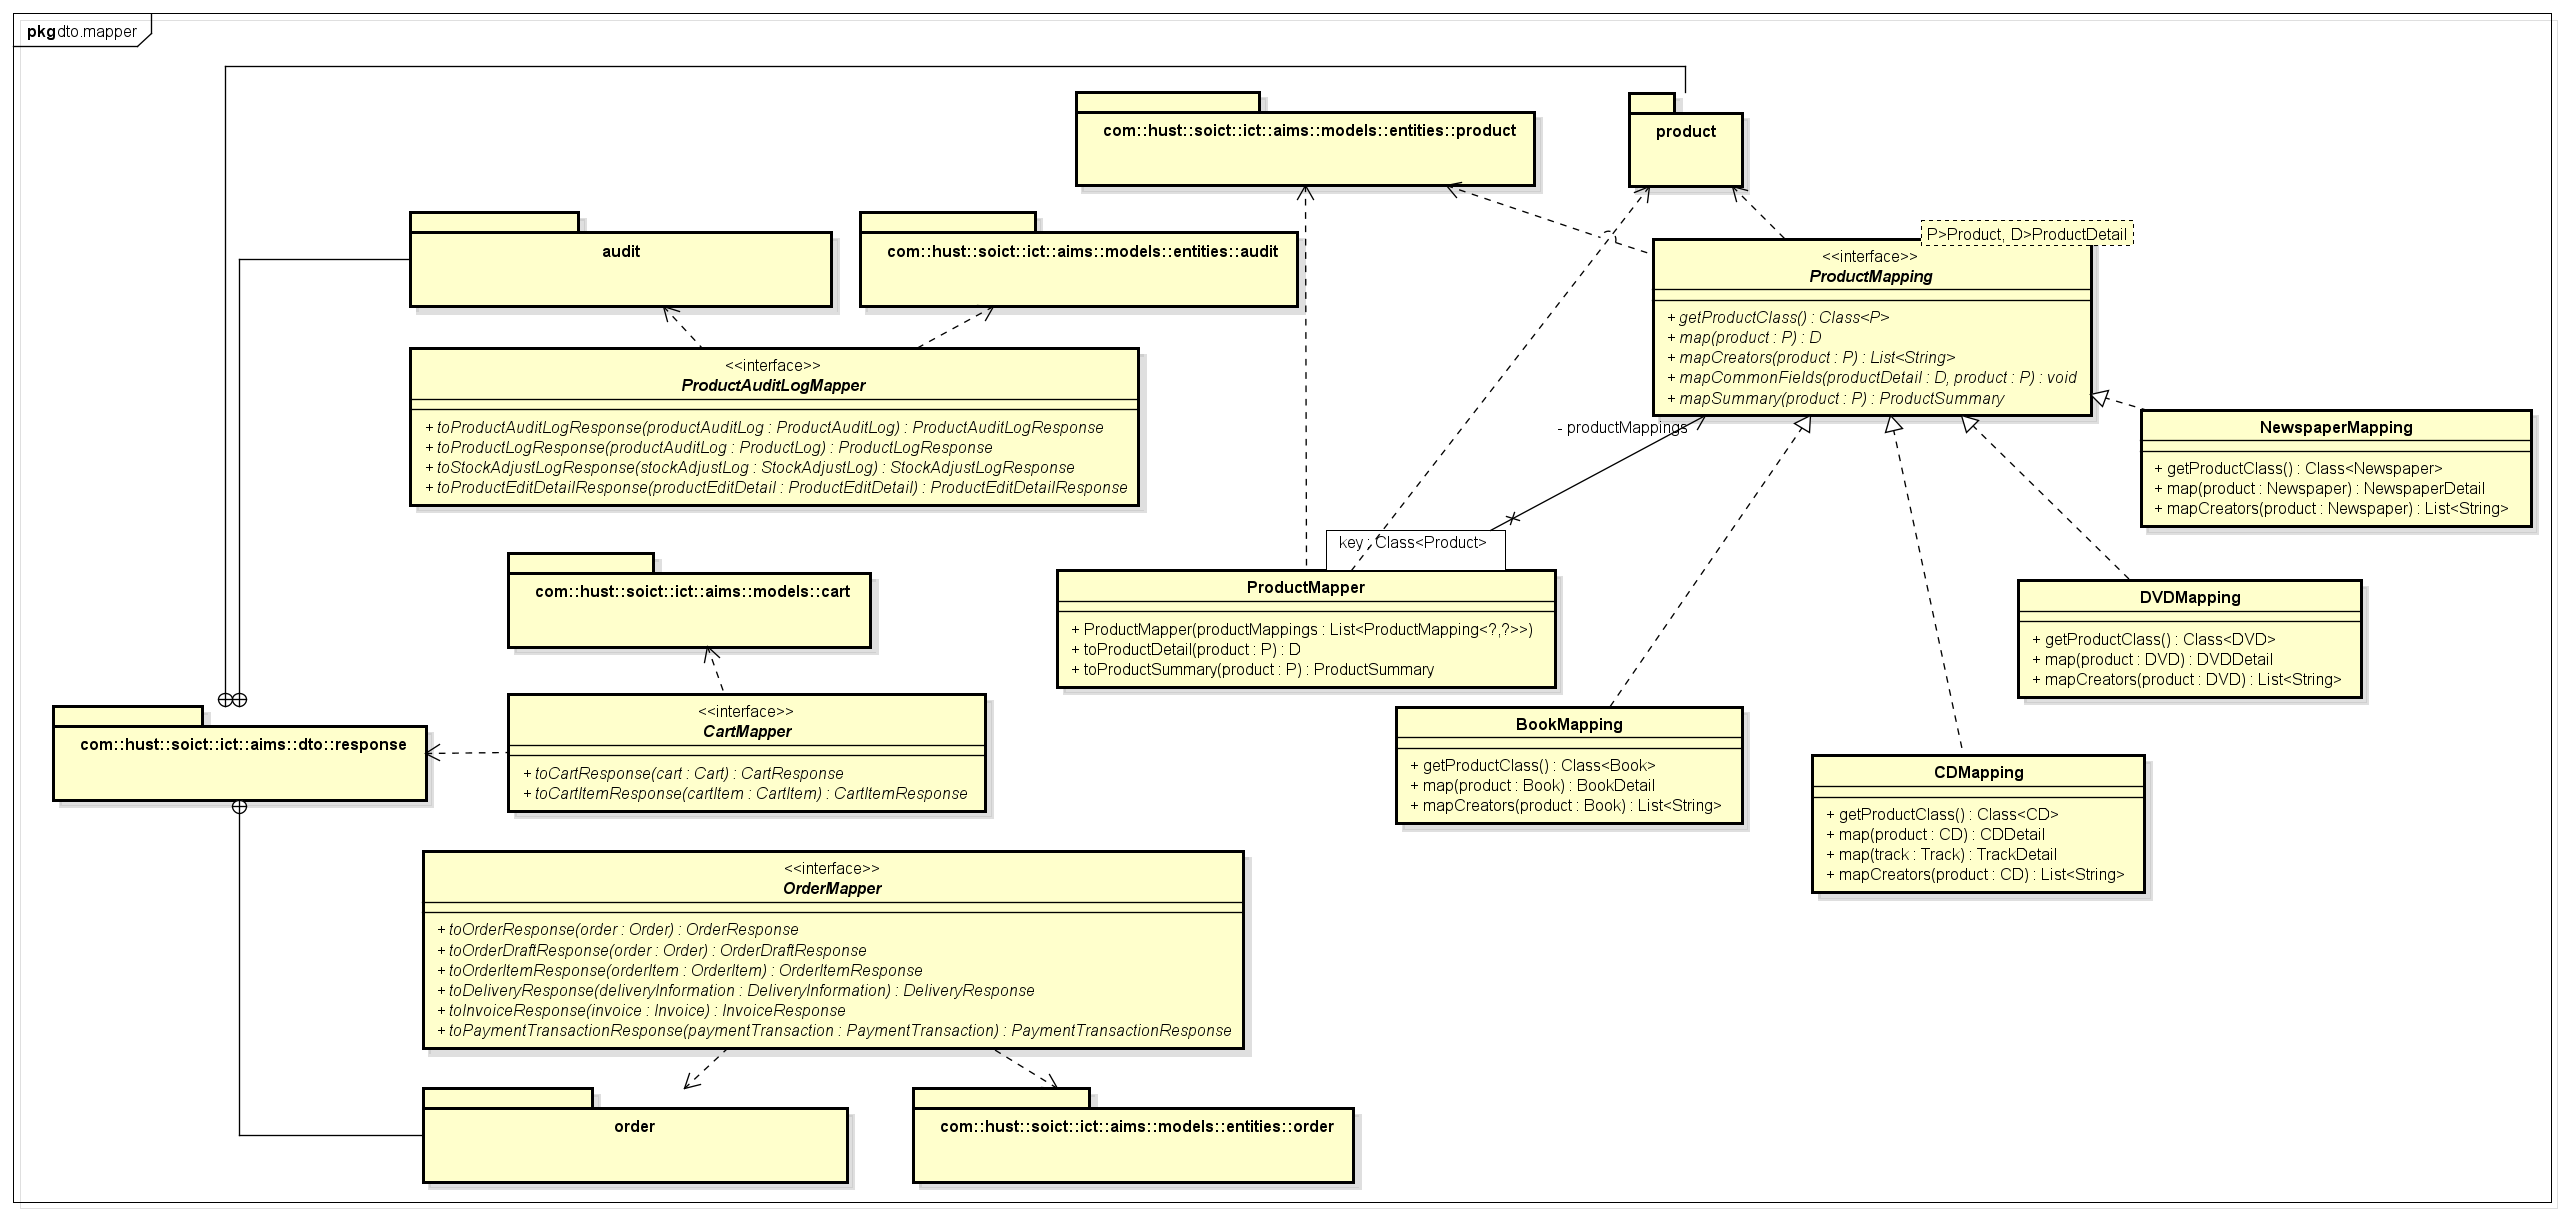 pkg dto.mapper
com::hust::soict::ict::aims::models::entities::product
product
audit
com::hust::soict::ict::aims::models::entities::audit
P>Product, D>ProductDetail
<<interface>>
ProductMapping
+ getProductClass() : Class<P>
+ map(product : P) : D
+ mapCreators(product : P) : List<String>
+ mapCommonFields(productDetail : D, product : P) : void
+ mapSummary(product : P) : ProductSummary
<<interface>>
ProductAuditLogMapper
+ toProductAuditLogResponse(productAuditLog : ProductAuditLog) : ProductAuditLogResponse
+ toProductLogResponse(productAuditLog : ProductLog) : ProductLogResponse
+ toStockAdjustLogResponse(stockAdjustLog : StockAdjustLog) : StockAdjustLogResponse
+ toProductEditDetailResponse(productEditDetail : ProductEditDetail) : ProductEditDetailResponse
- productMappings
NewspaperMapping
+ getProductClass() : Class<Newspaper>
+ map(product : Newspaper) : NewspaperDetail
+ mapCreators(product : Newspaper) : List<String>
key : Class<Product>
ProductMapper
+ ProductMapper(productMappings : List<ProductMapping<?,?>>)
+ toProductDetail(product : P) : D
+ toProductSummary(product : P) : ProductSummary
com::hust::soict::ict::aims::models::cart
DVDMapping
+ getProductClass() : Class<DVD>
+ map(product : DVD) : DVDDetail
+ mapCreators(product : DVD) : List<String>
com::hust::soict::ict::aims::dto::response
<<interface>>
CartMapper
+ toCartResponse(cart : Cart) : CartResponse
+ toCartItemResponse(cartItem : CartItem) : CartItemResponse
BookMapping
+ getProductClass() : Class<Book>
+ map(product : Book) : BookDetail
+ mapCreators(product : Book) : List<String>
CDMapping
+ getProductClass() : Class<CD>
+ map(product : CD) : CDDetail
+ map(track : Track) : TrackDetail
+ mapCreators(product : CD) : List<String>
<<interface>>
OrderMapper
+ toOrderResponse(order : Order) : OrderResponse
+ toOrderDraftResponse(order : Order) : OrderDraftResponse
+ toOrderItemResponse(orderItem : OrderItem) : OrderItemResponse
+ toDeliveryResponse(deliveryInformation : DeliveryInformation) : DeliveryResponse
+ toInvoiceResponse(invoice : Invoice) : InvoiceResponse
+ toPaymentTransactionResponse(paymentTransaction : PaymentTransaction) : PaymentTransactionResponse
order
com::hust::soict::ict::aims::models::entities::order